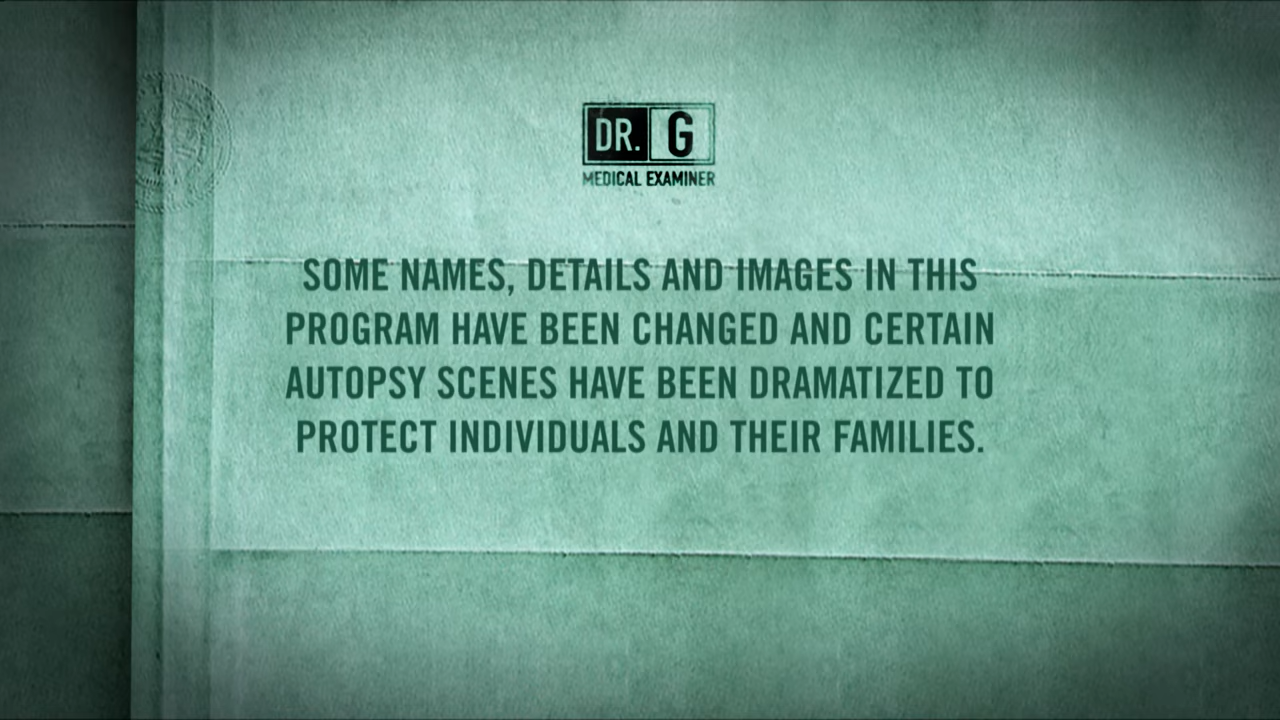 DR. G
MEDICAL EXAMINER
SOME NAMES, DETAILS AND IMAGES IN THIS
PROGRAM HAVE BEEN CHANGED AND CERTAIN
AUTOPSY SCENES HAVE BEEN DRAMATIZED TO
PROTECT INDIVIDUALS AND THEIR FAMILIES.